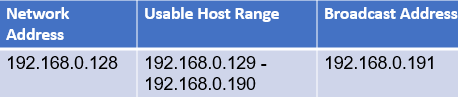 Network
Address
Usable Host Range
Broadcast Address
192.168.0.128
192.168.0.129 -
192.168.0.190
192.168.0.191